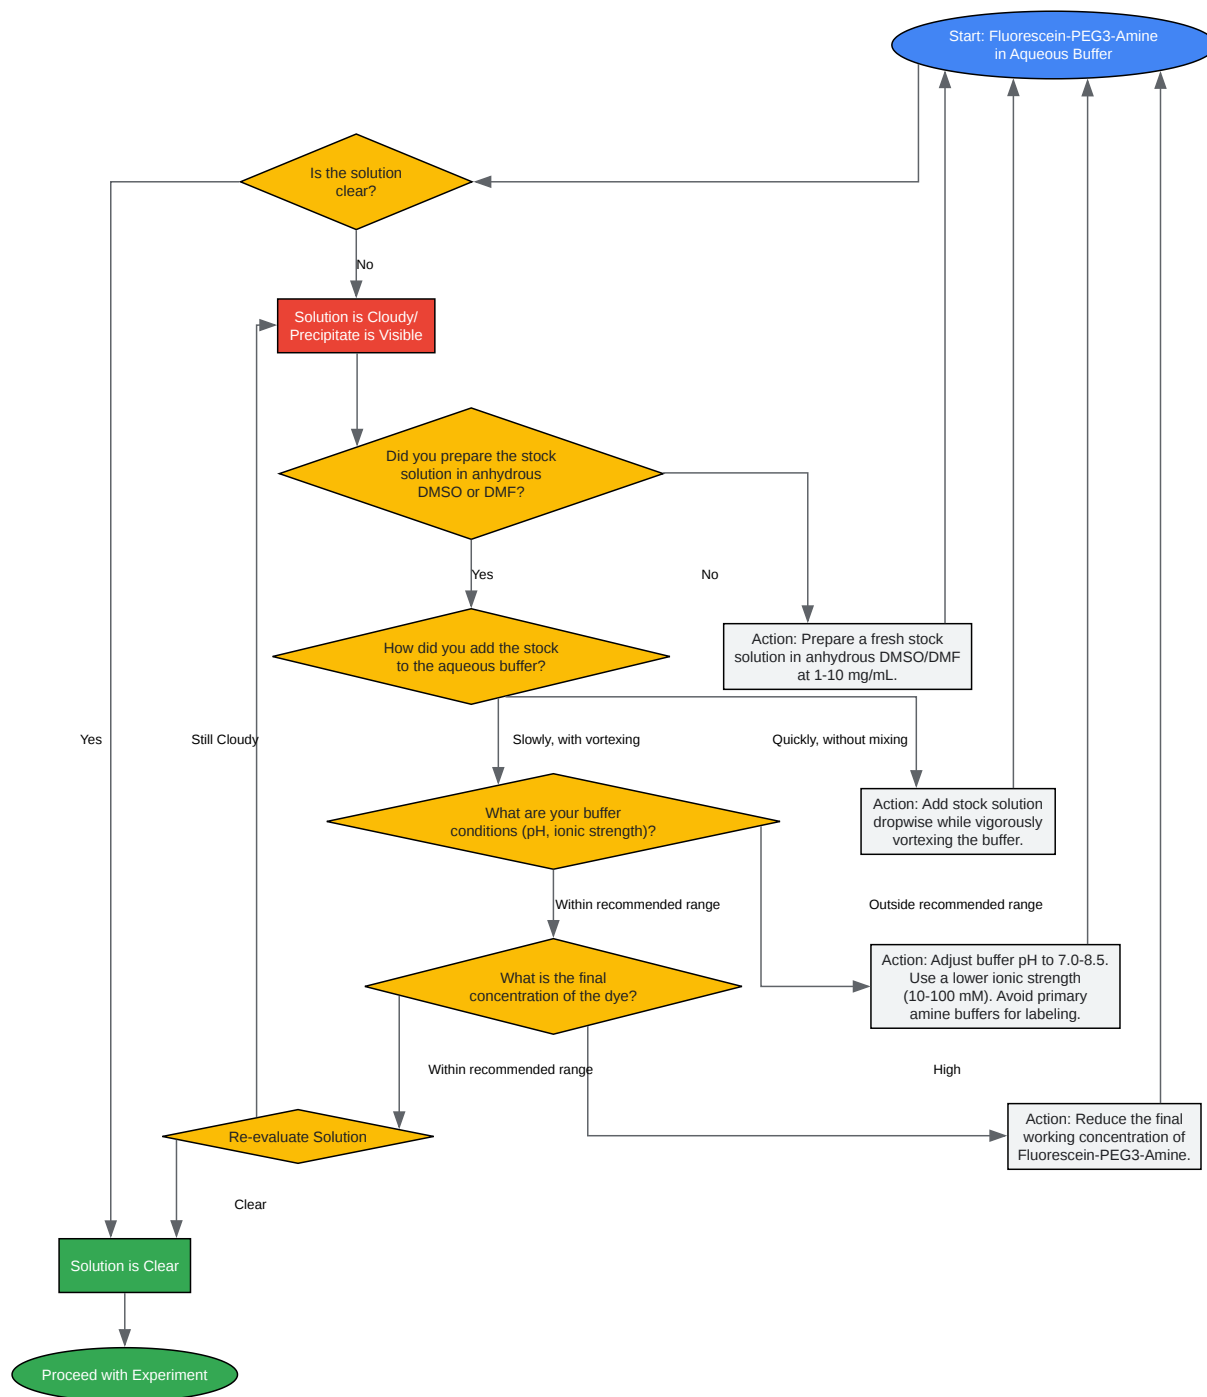 Start: Fluorescein-PEG3-Amine
in Aqueous Buffer
Is the solution
clear?
No
Solution is Cloudy/
Precipitate is Visible
Did you prepare the stock
solution in anhydrous
DMSO or DMF?
Yes
No
How did you add the stock
to the aqueous buffer?
Action: Prepare a fresh stock
solution in anhydrous DMSO/DMF
at 1-10 mg/mL.
Yes
Still Cloudy
Slowly, with vortexing
Quickly, without mixing
What are your buffer
conditions (pH, ionic strength)?
Action: Add stock solution
dropwise while vigorously
vortexing the buffer.
Within recommended range
Outside recommended range
What is the final
concentration of the dye?
Action: Adjust buffer pH to 7.0-8.5.
Use a lower ionic strength
(10-100 mM). Avoid primary
amine buffers for labeling.
Within recommended range
High
Re-evaluate Solution
Action: Reduce the final
working concentration of
Fluorescein-PEG3-Amine.
Clear
Solution is Clear
Proceed with Experiment